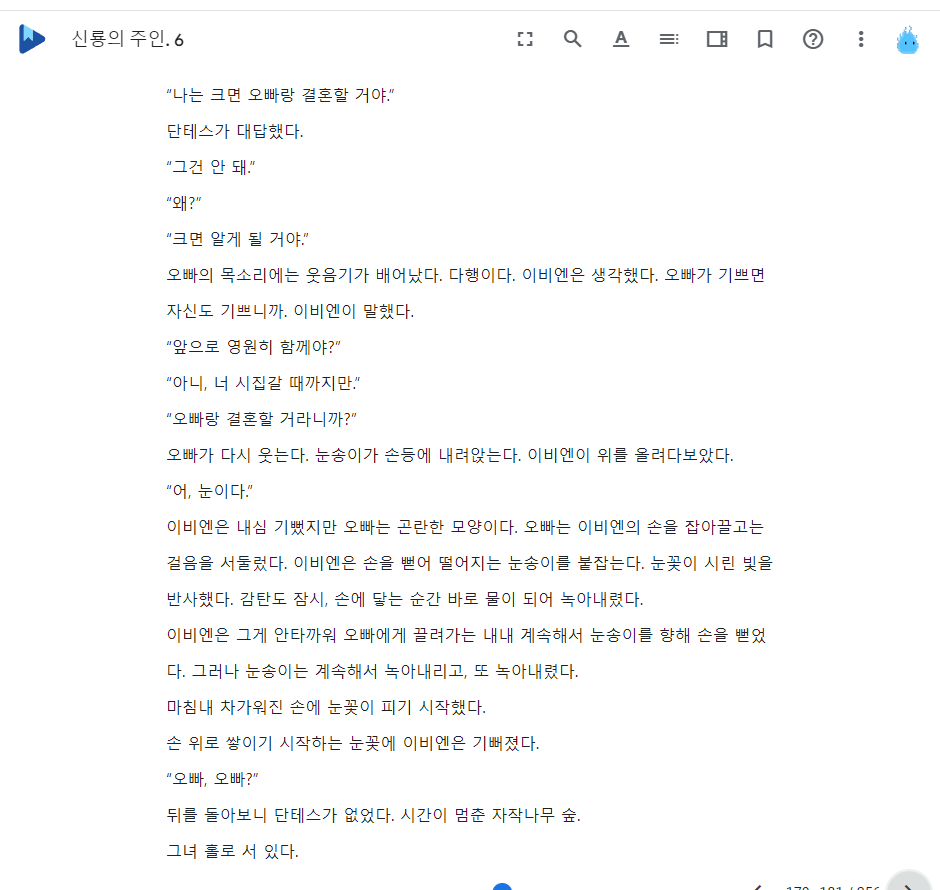 신룡의 주인. 6
“나는 크면 오빠랑 결혼할 거야.”
단테스가 대답했다.
“그건 안 돼.”
“왜?”
“크면 알게 될 거야.”
오빠의 목소리에는 웃음기가 배어났다. 다행이다. 이비엔은 생각했다. 오빠가 기쁘면
자신도 기쁘니까. 이비엔이 말했다.
“앞으로 영원히 함께야?”
“아니, 너 시집갈 때까지만.”
“오빠랑 결혼할 거라니까?”
오빠가 다시 웃는다. 눈송이가 손등에 내려앉는다. 이비엔이 위를 올려다보았다.
“어, 눈이다.”
이비엔은 내심 기뻤지만 오빠는 곤란한 모양이다. 오빠는 이비엔의 손을 잡아끌고는
걸음을 서둘렀다. 이비엔은 손을 뻗어 떨어지는 눈송이를 붙잡는다. 눈꽃이 시린 빛을
반사했다. 감탄도 잠시, 손에 닿는 순간 바로 물이 되어 녹아내렸다.
이비엔은 그게 안타까워 오빠에게 끌려가는 내내 계속해서 눈송이를 향해 손을 뻗었
다. 그러나 눈송이는 계속해서 녹아내리고, 또 녹아내렸다.
마침내 차가워진 손에 눈꽃이 피기 시작했다.
손 위로 쌓이기 시작하는 눈꽃에 이비엔은 기뻐졌다.
“오빠, 오빠?”
뒤를 돌아보니 단테스가 없었다. 시간이 멈춘 자작나무 숲.
그녀 홀로 서 있다.